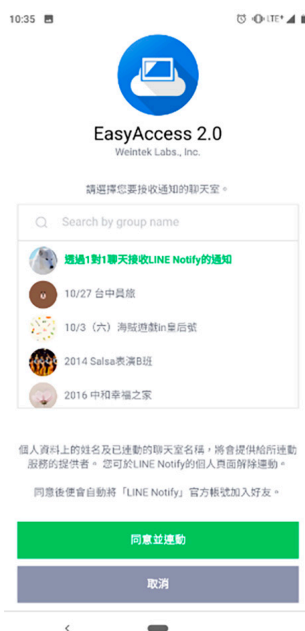 10:35
LTE+
EasyAccess 2.0
Weintek Labs., Inc.
請選擇您要接收通知的聊天室。
Search by group name
透過1對1聊天接收LINE Notify的通知
10/27 台中員旅
10/3（六）海賊遊戲in皇后號
2014 Salsa表演B班
2016 中和幸福之家
個人資料上的姓名及已連動的聊天室名稱，將會提供給所連動
服務的提供者。 您可於LINE Notify的個人頁面解除連動。
同意後便會自動將「LINE Notify」官方帳號加入好友。
同意並連動
取消